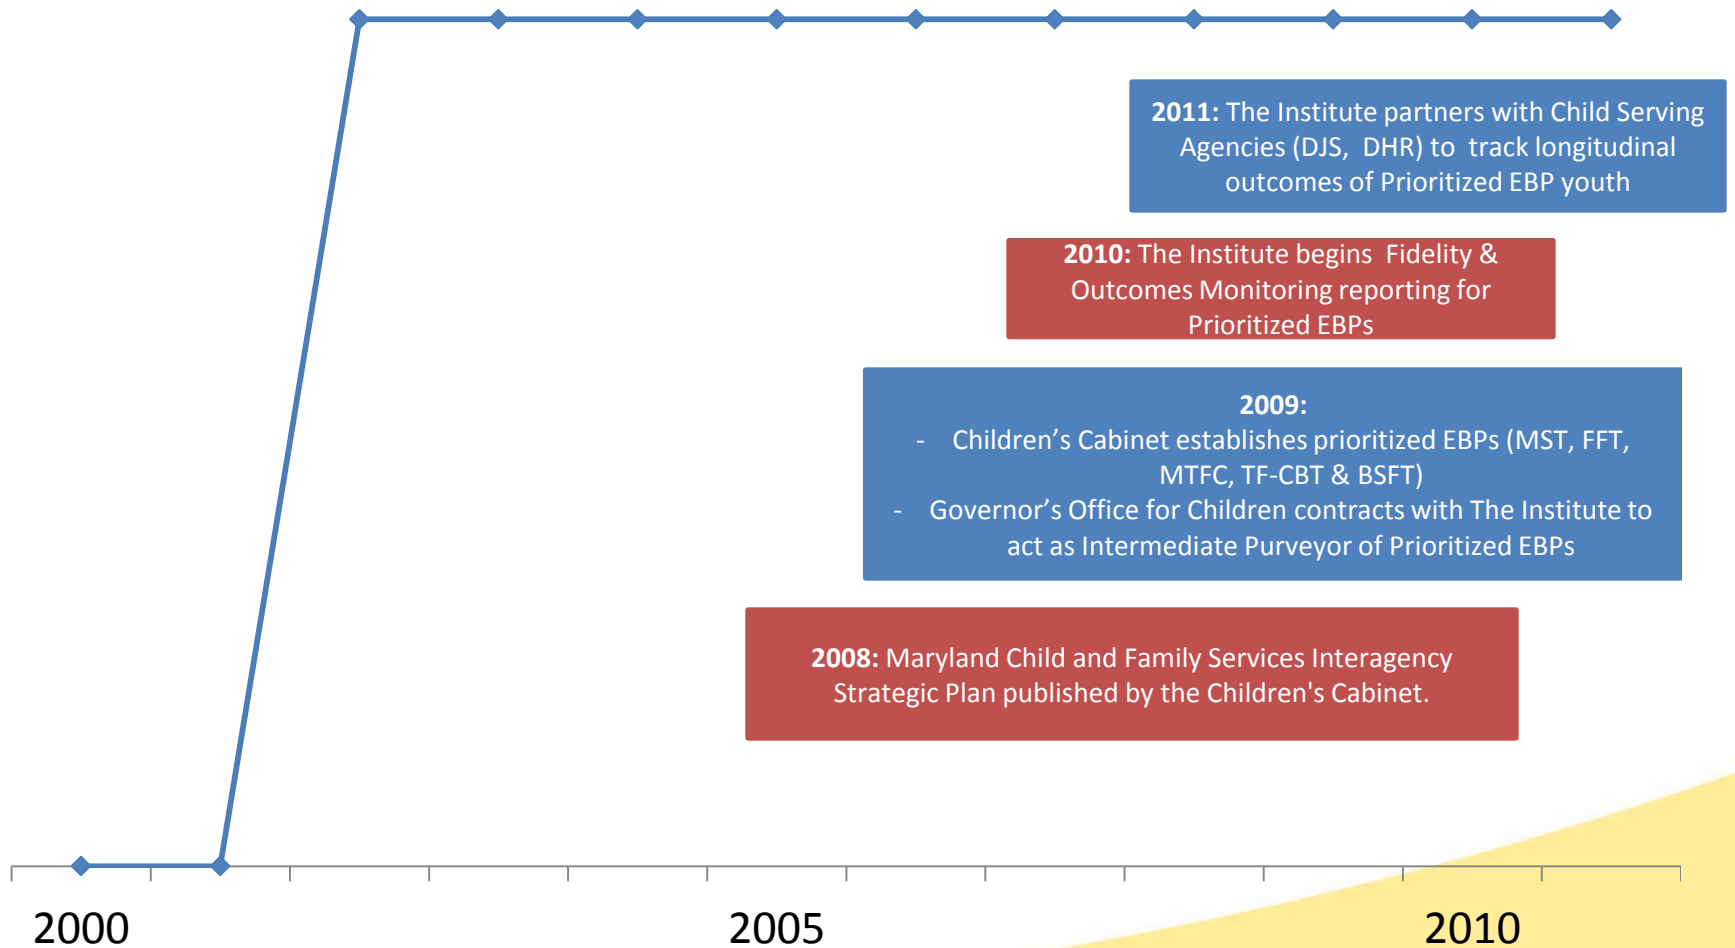 2011: The Institute partners with Child Serving
Agencies (DJS, DHR) to track longitudinal
outcomes of Prioritized EBP youth
2010: The Institute begins Fidelity &
Outcomes Monitoring reporting for
Prioritized EBPs
2009:
- Children’s Cabinet establishes prioritized EBPs (MST, FFT,
MTFC, TF-CBT & BSFT)
- Governor’s Office for Children contracts with The Institute to
act as Intermediate Purveyor of Prioritized EBPs
2008: Maryland Child and Family Services Interagency
Strategic Plan published by the Children's Cabinet.
2000 2005 2010